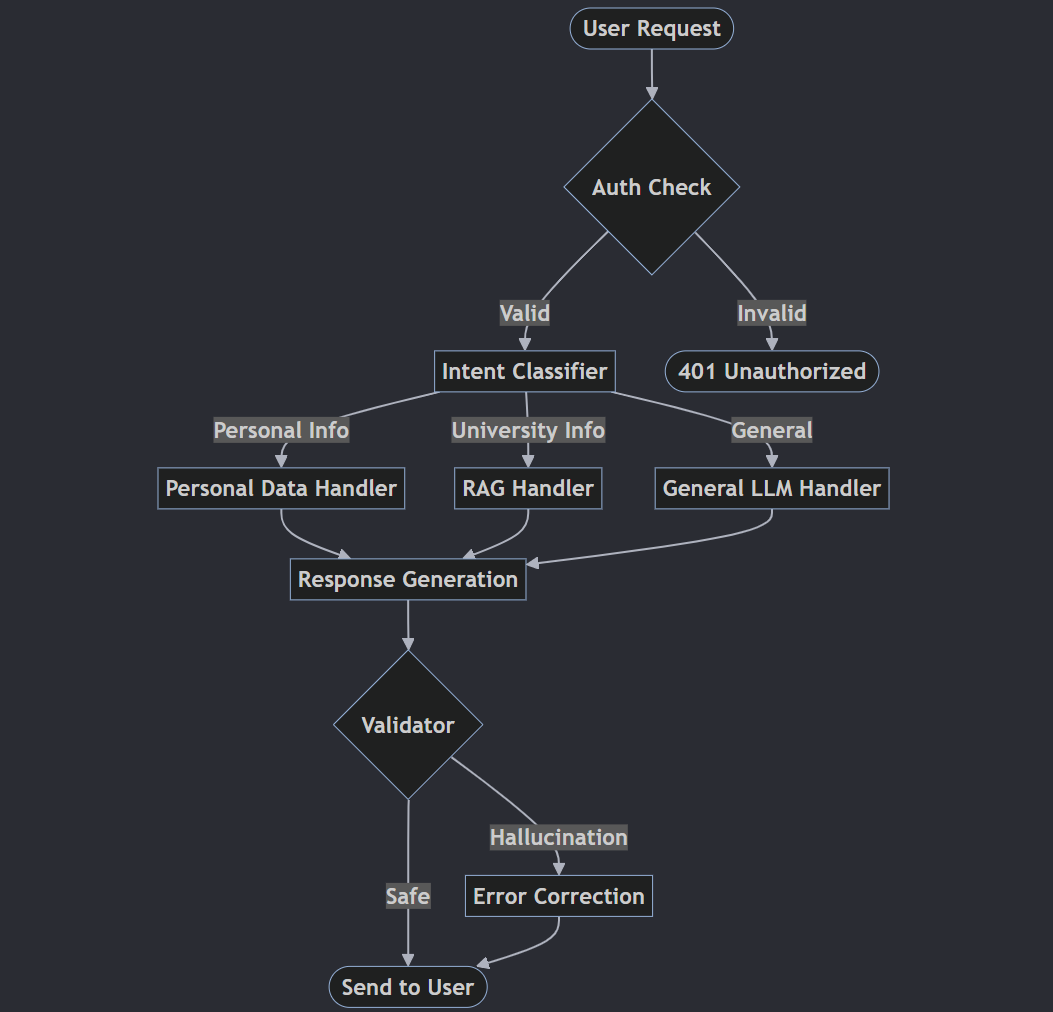 User Request
Auth Check
Valid
Invalid
Intent Classifier
401 Unauthorized
Personal Info
University Info
General
Personal Data Handler
RAG Handler
General LLM Handler
Response Generation
Validator
Hallucination
Safe
Error Correction
Send to User